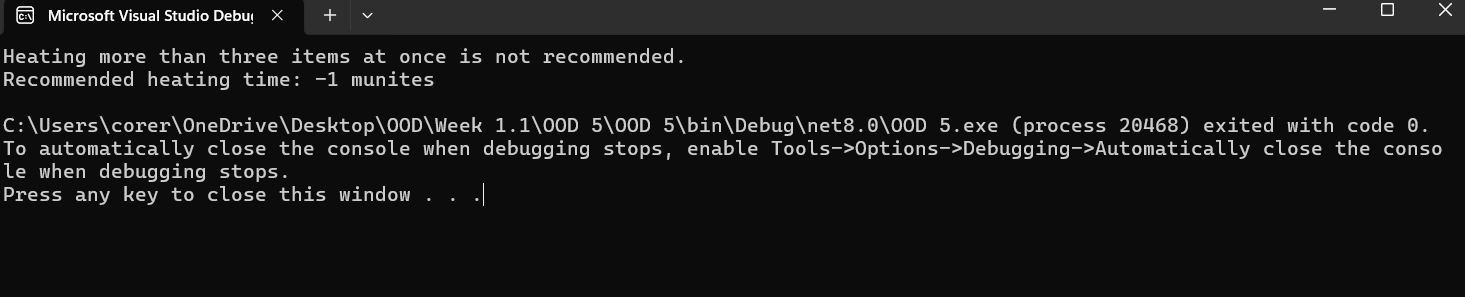 Microsoft Visual Studio Debu
Heating more than three items at once is not recommended.
Recommended heating time: -1 munites
C:\Users\corer\OneDrive\Desktop\OOD\Week 1.1\OOD 5\OOD 5\bin\Debug\net8.0\OOD 5.exe (process 20468) exited with code 0.
To automatically close the console when debugging stops, enable Tools->Options->Debugging->Automatically close the conso
le when debugging stops.
Press any key to close this window . . .